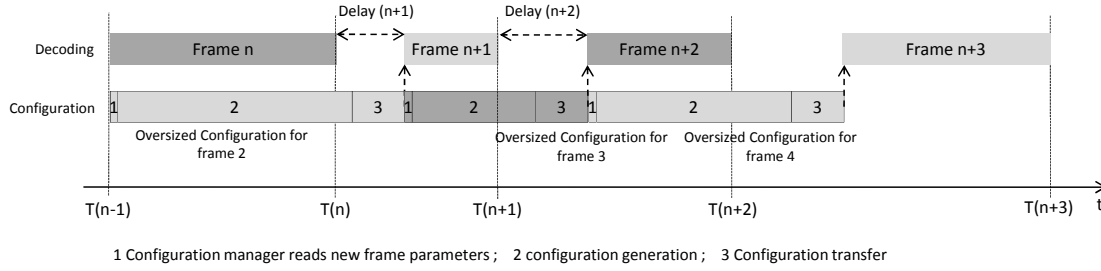 Delay (n+1) Delay (n+2)
Decoding Frame n Frame n+1 Frame n+2 Frame n+3
Configuration 1 2 3 1 2 3 1 2 3
Oversized Configuration for frame 2
Oversized Configuration for frame 3
Oversized Configuration for frame 4
T(n-1) T(n) T(n+1) T(n+2) T(n+3) t
1 Configuration manager reads new frame parameters ; 2 configuration generation ; 3 Configuration transfer